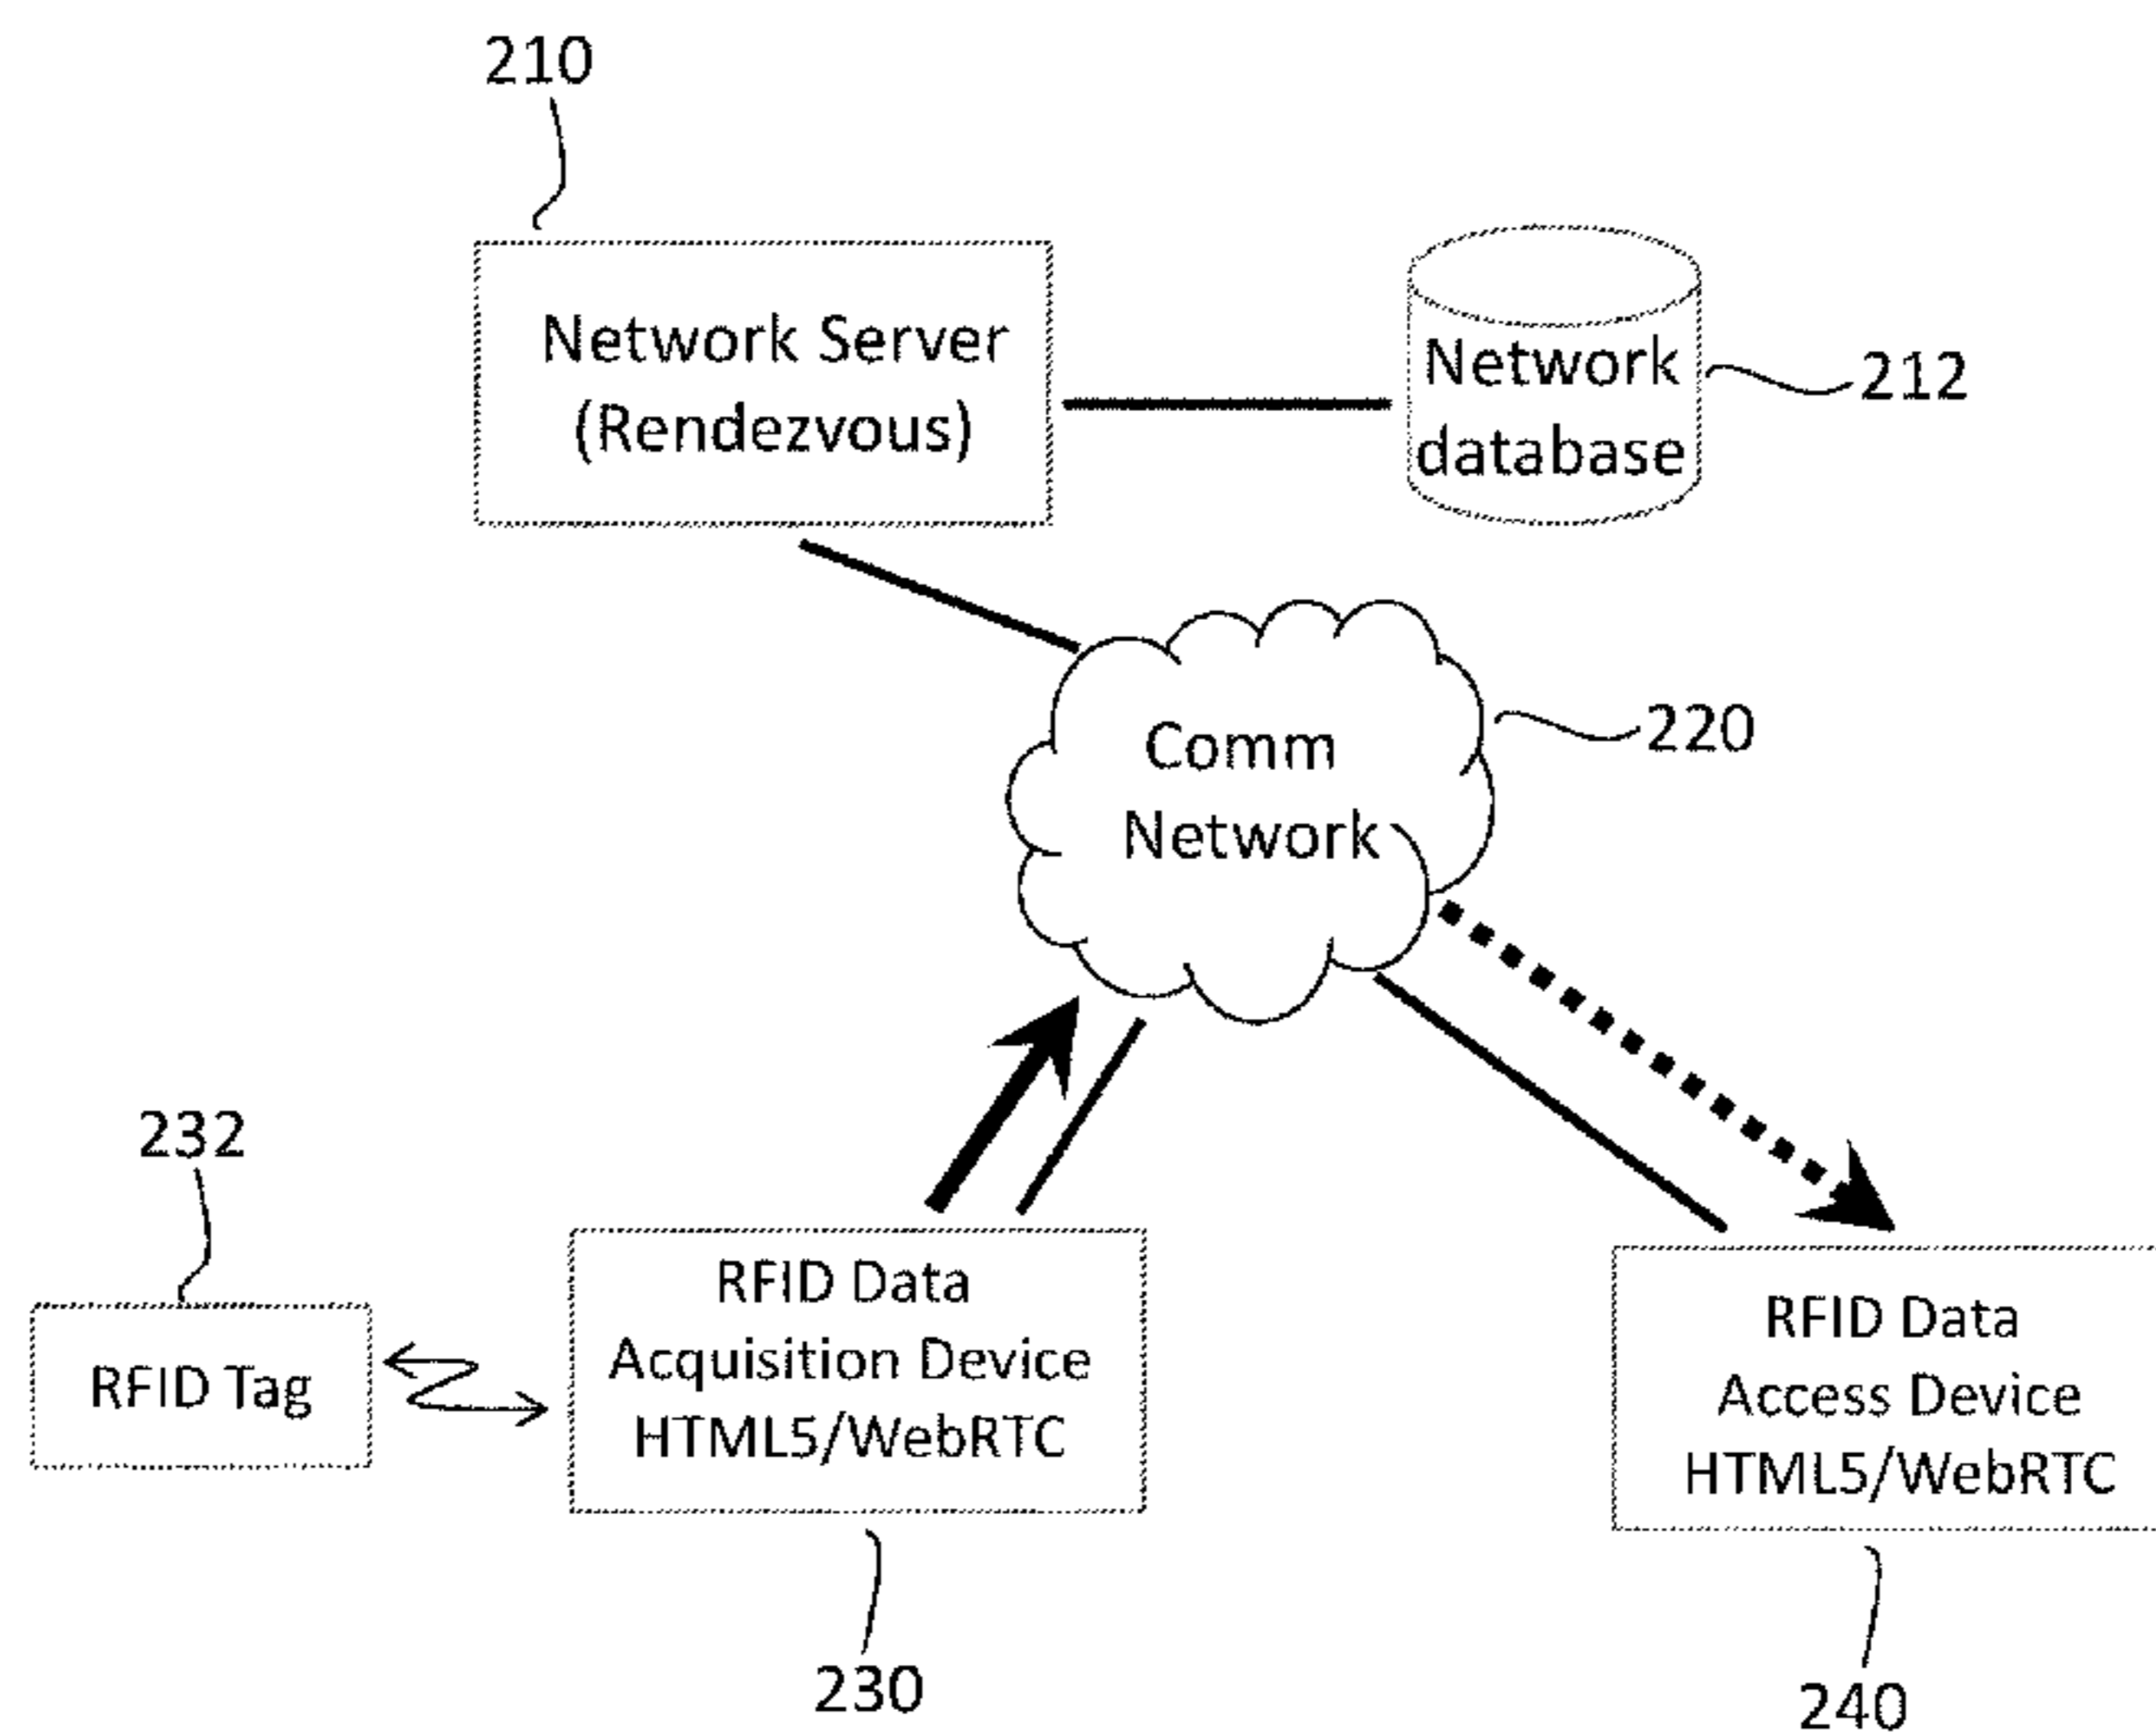 210
Network Server
(Rendezvous)
Network
database
212
Comm
Network
220
232
RFID Tag
RFID Data
Acquisition Device
HTML5/WebRTC
230
RFID Data
Access Device
HTML5/WebRTC
240